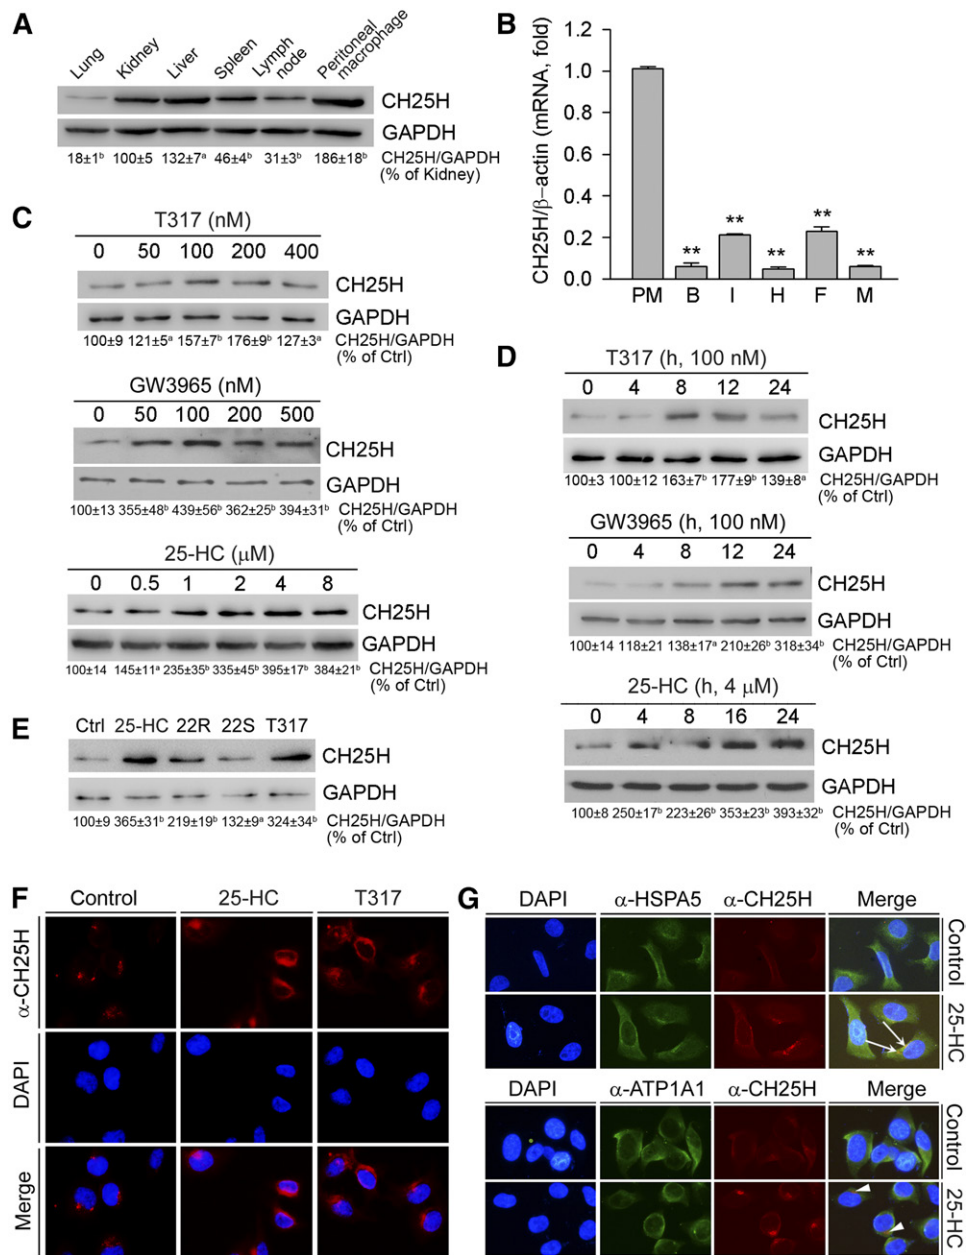 A
Lung Kidney Liver Spleen Lymph node Peritoneal macrophage
CH25H
GAPDH
18±1ᵇ 100±5 132±7ᵃ 46±4ᵇ 31±3ᵇ 186±18ᵇ CH25H/GAPDH
(% of Kidney)
B
CH25H/β−actin (mRNA, fold)
1.2
1.0
0.8
0.6
0.4
0.2
0.0
** ** ** ** **
PM B I H F M
C
T317 (nM)
0 50 100 200 400
CH25H
GAPDH
100±9 121±5ᵃ 157±7ᵇ 176±9ᵇ 127±3ᵃ CH25H/GAPDH
(% of Ctrl)
GW3965 (nM)
0 50 100 200 500
CH25H
GAPDH
100±13 355±48ᵇ 439±56ᵇ 362±25ᵇ 394±31ᵇ CH25H/GAPDH
(% of Ctrl)
25-HC (μM)
0 0.5 1 2 4 8
CH25H
GAPDH
100±14 145±11ᵃ 235±35ᵇ 335±45ᵇ 395±17ᵇ 384±21ᵇ CH25H/GAPDH
(% of Ctrl)
D
T317 (h, 100 nM)
0 4 8 12 24
CH25H
GAPDH
100±3 100±12 163±7ᵇ 177±9ᵇ 139±8ᵃ CH25H/GAPDH
(% of Ctrl)
GW3965 (h, 100 nM)
0 4 8 12 24
CH25H
GAPDH
100±14 118±21 138±17ᵃ 210±26ᵇ 318±34ᵇ CH25H/GAPDH
(% of Ctrl)
25-HC (h, 4 μM)
0 4 8 16 24
CH25H
GAPDH
100±8 250±17ᵇ 223±26ᵇ 353±23ᵇ 393±32ᵇ CH25H/GAPDH
(% of Ctrl)
E
Ctrl 25-HC 22R 22S T317
CH25H
GAPDH
100±9 365±31ᵇ 219±19ᵇ 132±9ᵃ 324±34ᵇ CH25H/GAPDH
(% of Ctrl)
F
Control 25-HC T317
α-CH25H
DAPI
Merge
G
DAPI α-HSPA5 α-CH25H Merge
Control
25-HC
DAPI α-ATP1A1 α-CH25H Merge
Control
25-HC